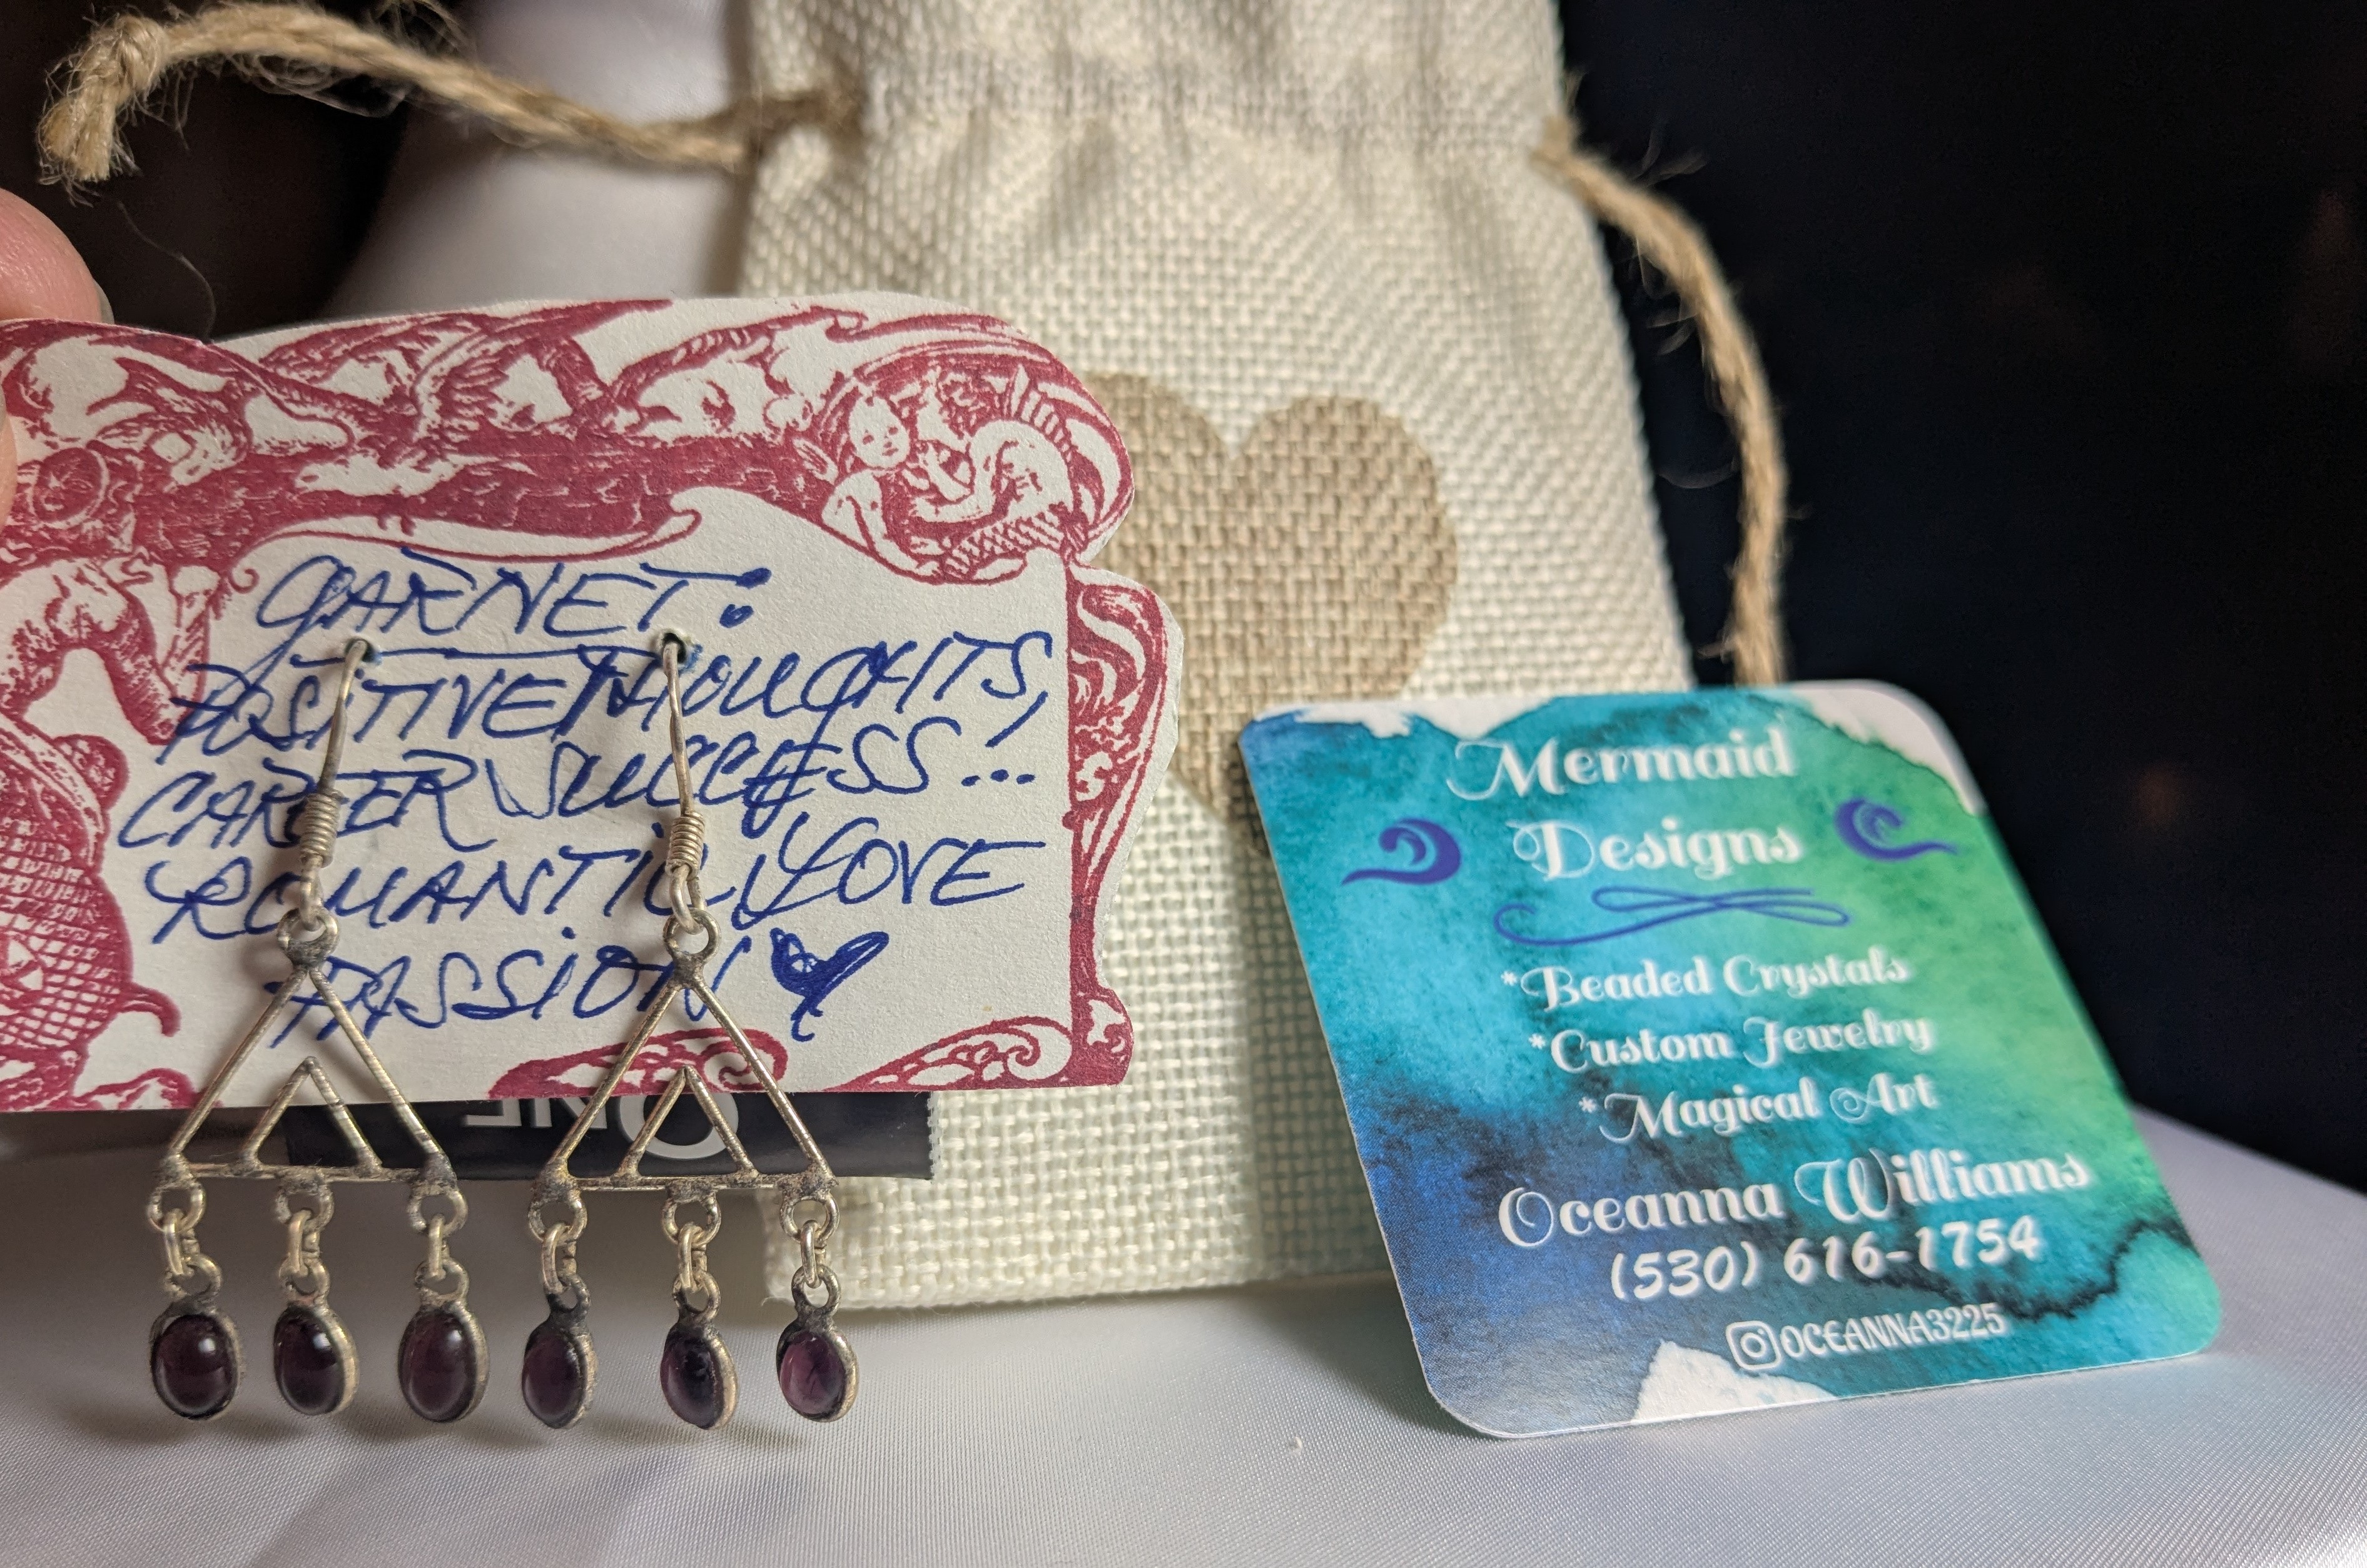 GARNET:
POSITIVE THOUGHTS,
CAREER SUCCESS...
ROMANTIC LOVE
PASSION
Mermaid
Designs
*Beaded Crystals
*Custom Jewelry
*Magical Art
Oceanna Williams
(530) 616-1754
OCEANNA3225